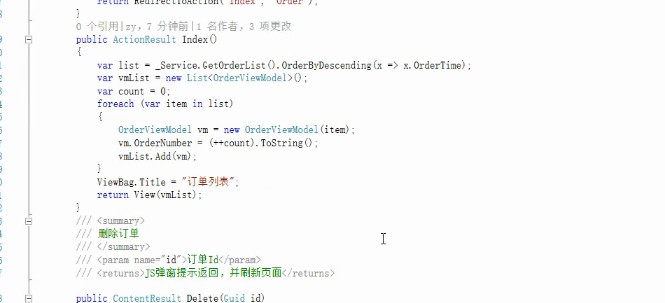 return RedirectToAction("Index", "Order");
}
0 个引用|zy，7 分钟前|1 名作者，3 项更改
public ActionResult Index()
{
var list = _Service.GetOrderList().OrderByDescending(x => x.OrderTime);
var vmList = new List<OrderViewModel>();
var count = 0;
foreach (var item in list)
{
OrderViewModel vm = new OrderViewModel(item);
vm.OrderNumber = (++count).ToString();
vmList.Add(vm);
}
ViewBag.Title = "订单列表";
return View(vmList);
}
/// <summary>
/// 删除订单
/// </summary>
/// <param name="id">订单Id</param>
/// <returns>JS弹窗提示返回，并刷新页面</returns>
public ContentResult Delete(Guid id)